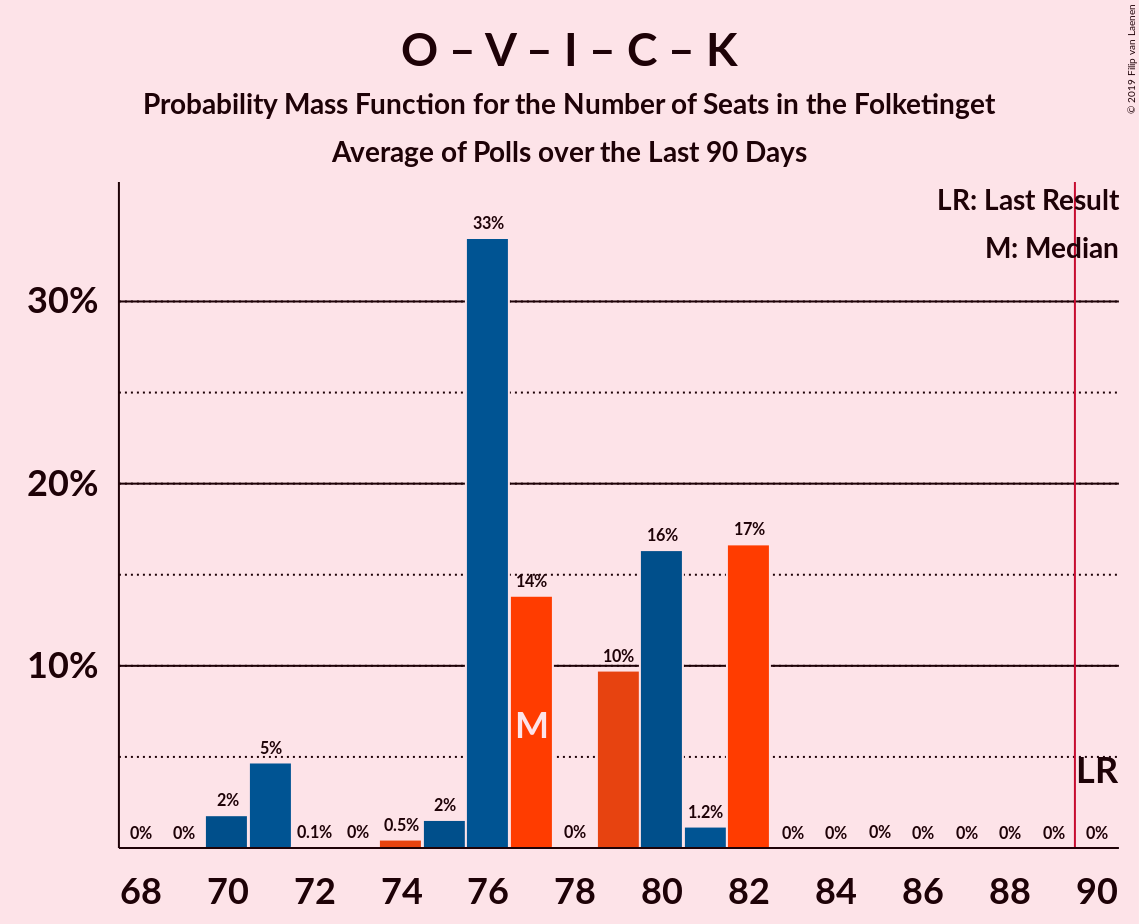 O – V – I – C – K
Probability Mass Function for the Number of Seats in the Folketinget
Average of Polls over the Last 90 Days
© 2019 Filip van Laenen
LR: Last Result
M: Median
30%
20%
10%
0%
0%
2%
5%
0.1%
0%
0.5%
2%
33%
14%
0%
10%
16%
1.2%
17%
0%
0%
0%
0%
0%
0%
0%
0%
M
LR
68 70 72 74 76 78 80 82 84 86 88 90